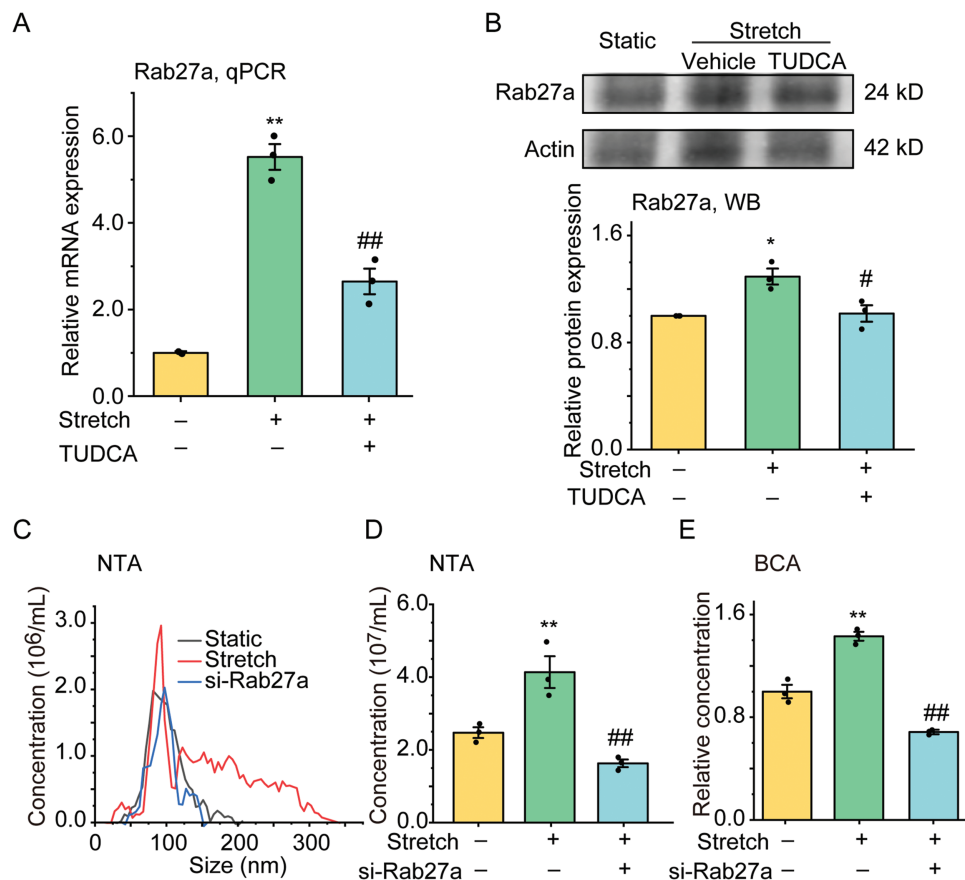 A
Rab27a, qPCR
Relative mRNA expression
6.0
4.0
2.0
0.0
**
##
Stretch – + +
TUDCA – – +
B
Static
Stretch
Vehicle TUDCA
Rab27a
24 kD
Actin
42 kD
Rab27a, WB
Relative protein expression
1.6
0.8
0.0
*
#
Stretch – + +
TUDCA – – +
C
NTA
Concentration (10⁶/mL)
3.0
2.0
1.0
0.0
Static
Stretch
si-Rab27a
0 100 200 300
Size (nm)
D
NTA
Concentration (10⁷/mL)
6.0
4.0
2.0
0.0
**
##
Stretch – + +
si-Rab27a – – +
E
BCA
Relative concentration
1.6
0.8
0.0
**
##
Stretch – + +
si-Rab27a – – +